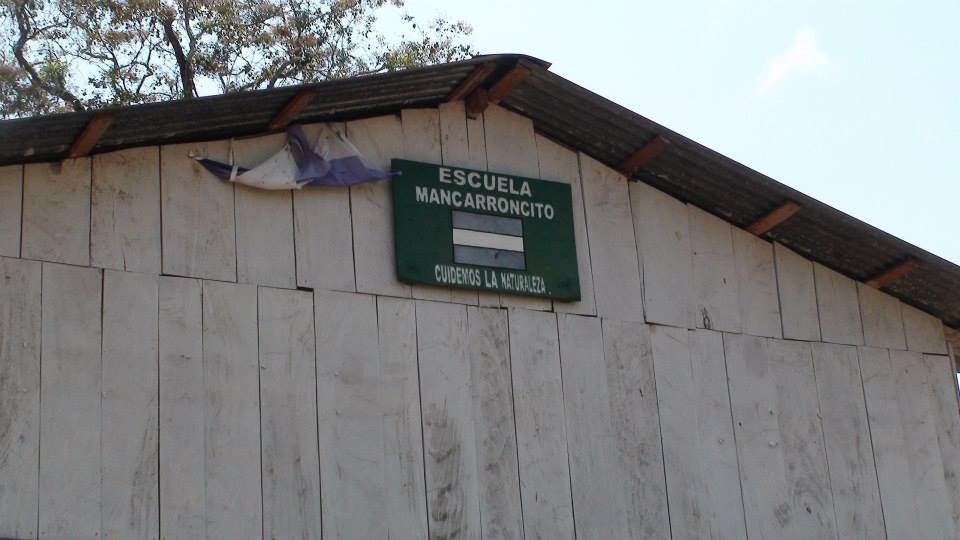 ESCUELA
MANCARRONCITO
CUIDEMOS LA NATURALEZA.